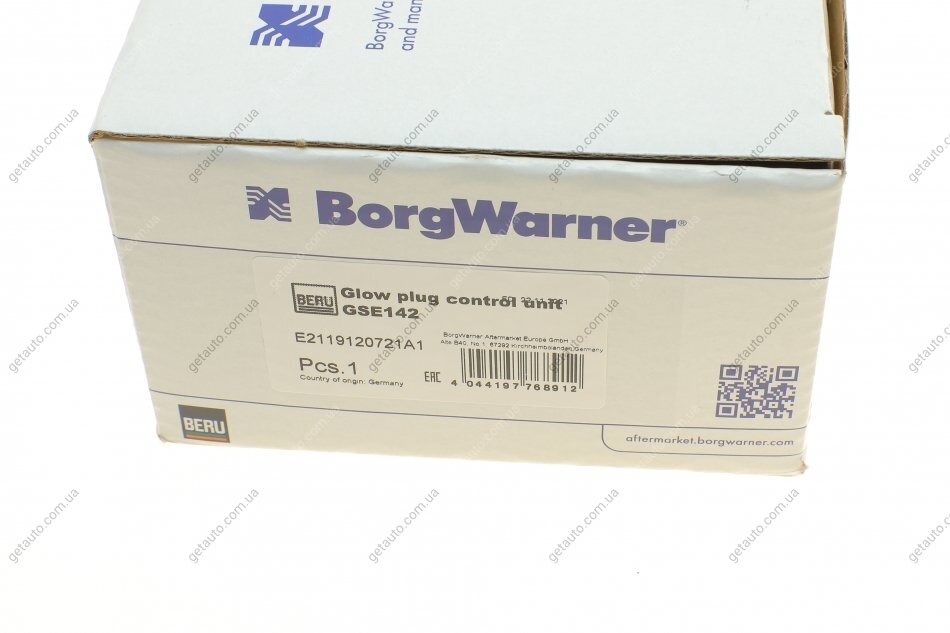 BorgWa
and man
BorgWarner®
BERU Glow plug control unit
GSE142
E2119120721A1
BorgWarner Aftermarket Europe GmbH
Pcs.1
Country of origin: Germany
EAC
4 044197 768912
BERU
aftermarket.borgwarner.com
getauto.com.ua